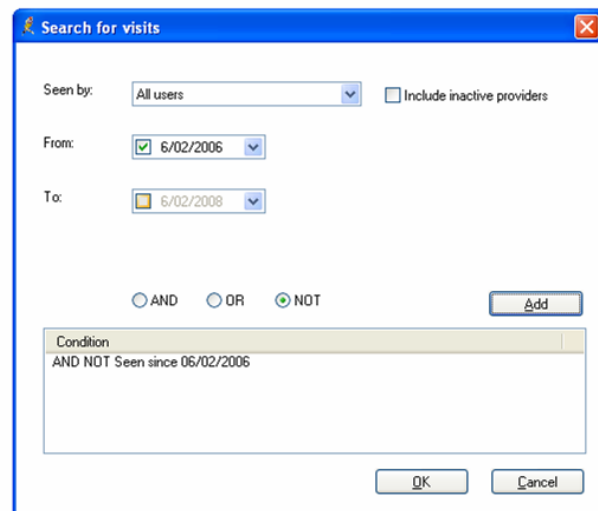 Search for visits
Seen by: All users Include inactive providers
From: 6/02/2006
To: 6/02/2008
AND OR NOT Add
Condition
AND NOT Seen since 06/02/2006
OK Cancel